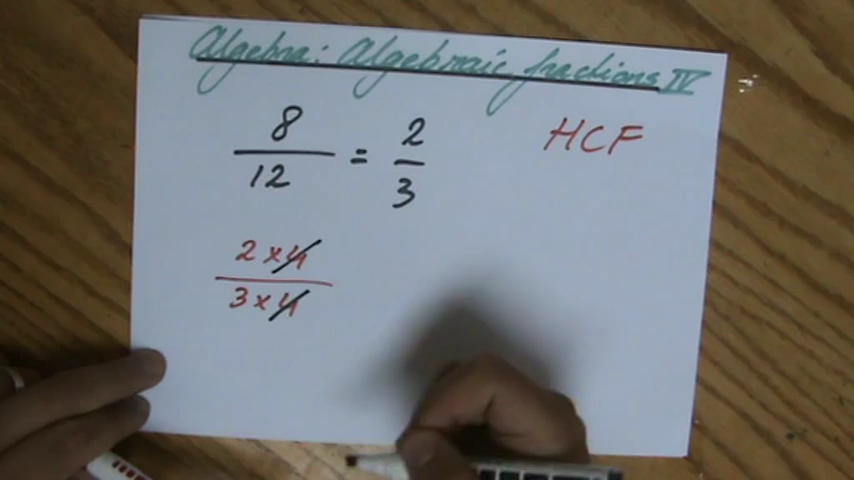 Algebra: Algebraic fractions IV
8/12 = 2/3
HCF
2×4/3×4